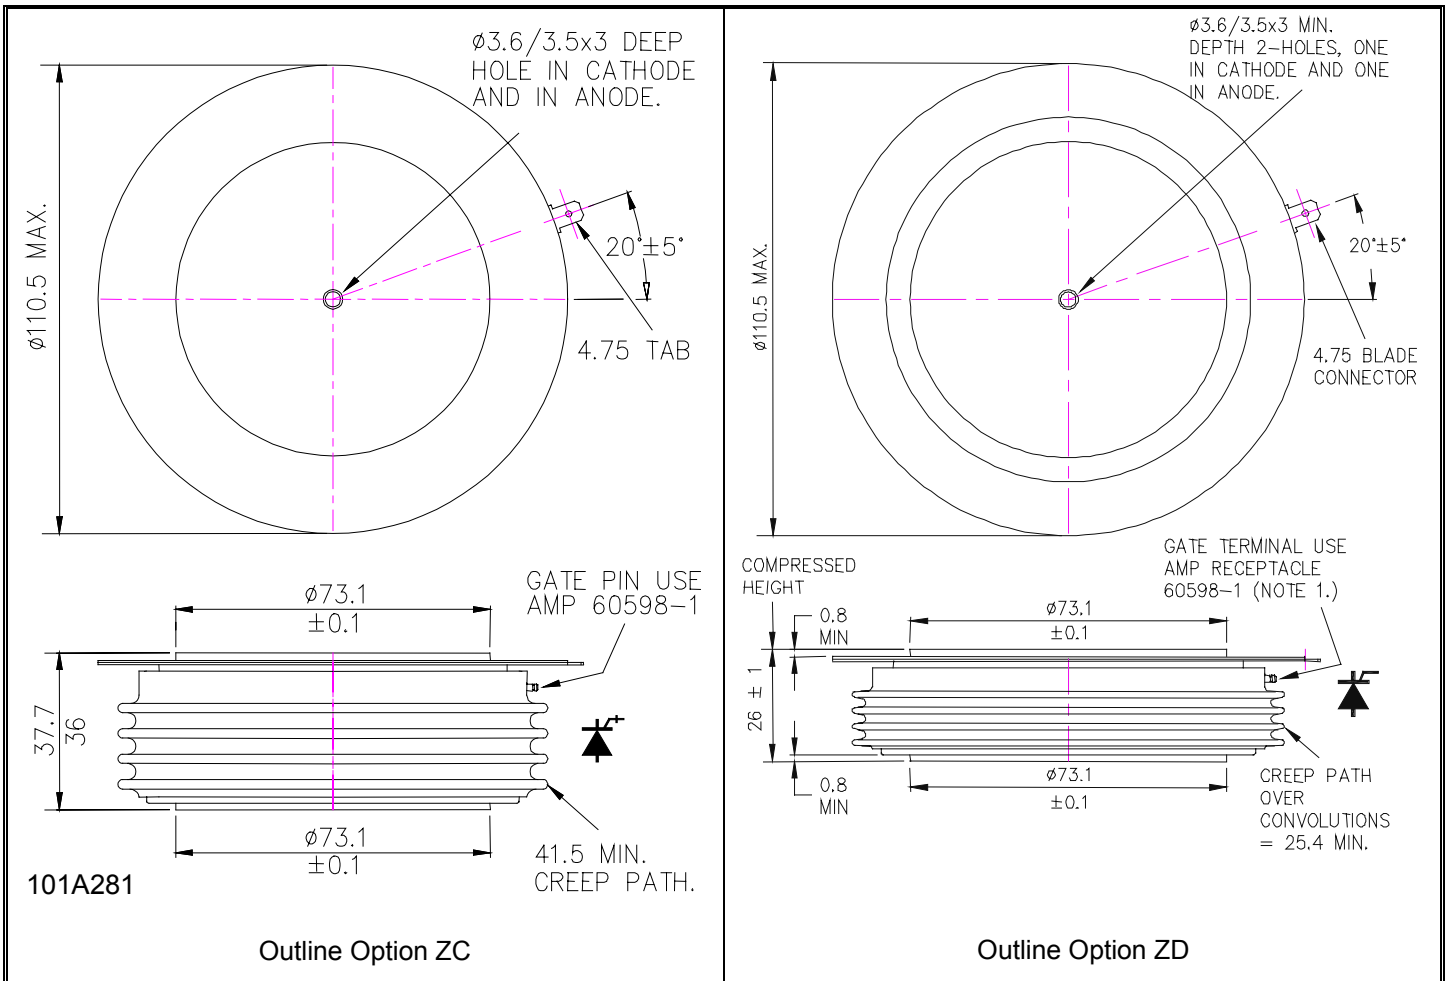 ø3.6/3.5x3 DEEP
HOLE IN CATHODE
AND IN ANODE.
ø110.5 MAX.
20°±5°
4.75 TAB
GATE PIN USE
AMP 60598-1
ø73.1
±0.1
37.7
36
ø73.1
±0.1
41.5 MIN.
CREEP PATH.
101A281
Outline Option ZC
ø3.6/3.5x3 MIN.
DEPTH 2-HOLES, ONE
IN CATHODE AND ONE
IN ANODE.
ø110.5 MAX.
20°±5°
4.75 BLADE
CONNECTOR
GATE TERMINAL USE
AMP RECEPTACLE
60598-1 (NOTE 1.)
COMPRESSED
HEIGHT
0.8
MIN
ø73.1
±0.1
26 ± 1
0.8
MIN
ø73.1
±0.1
CREEP PATH
OVER
CONVOLUTIONS
= 25.4 MIN.
Outline Option ZD